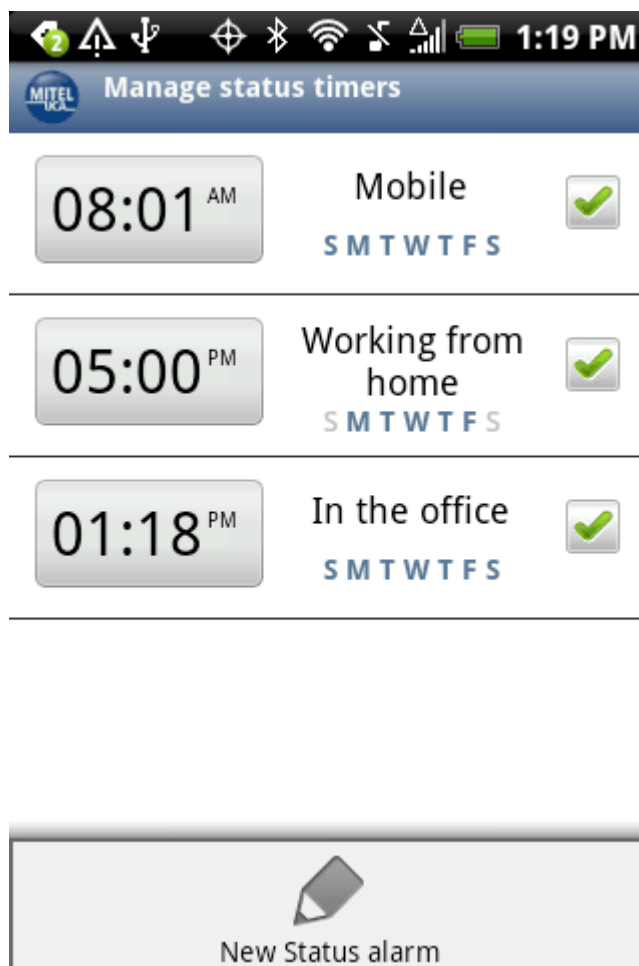 2 1:19 PM
MITEL UCA Manage status timers
08:01 AM Mobile
S M T W T F S
05:00 PM Working from
home
S M T W T F S
01:18 PM In the office
S M T W T F S
New Status alarm